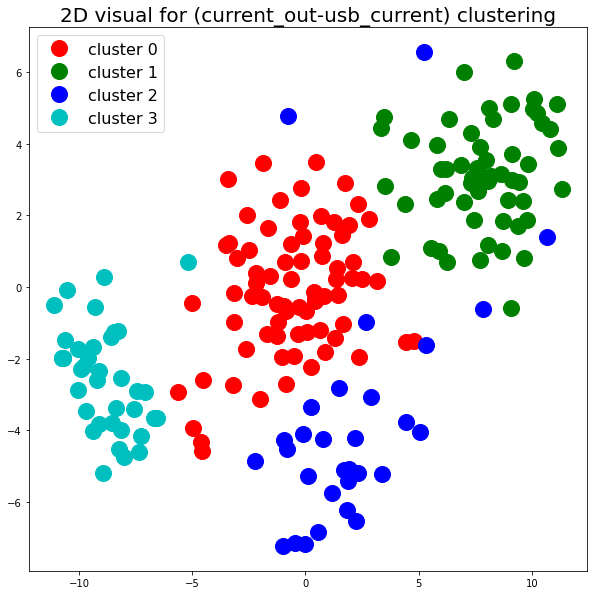 2D visual for (current_out-usb_current) clustering
cluster 0
cluster 1
cluster 2
cluster 3
6
4
2
0
−2
−4
−6
−10 −5 0 5 10